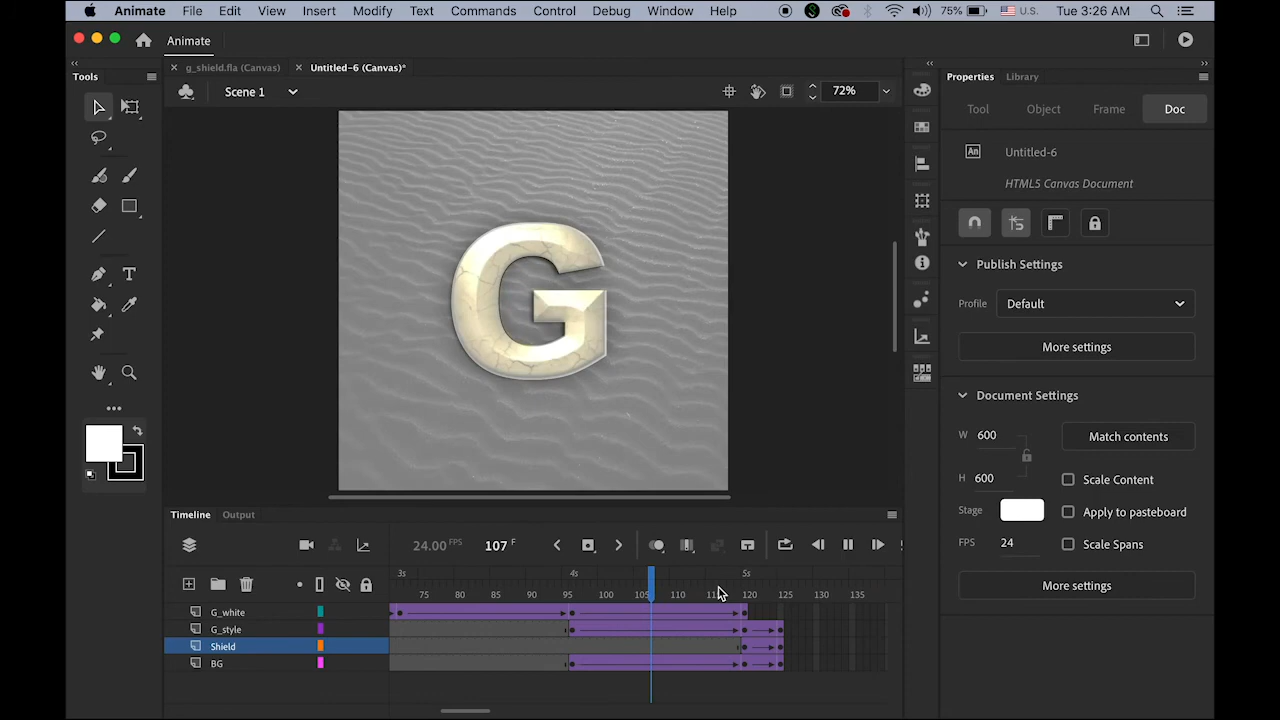 Animate File Edit View Insert Modify Text Commands Control Debug Window Help 75% U.S. Tue 3:26 AM
Animate
Tools
g_shield.fla (Canvas) Untitled-6 (Canvas)*
Scene 1 72%
G
Properties Library
Tool Object Frame Doc
An Untitled-6
HTML5 Canvas Document
Publish Settings
Profile Default
More settings
Document Settings
W 600 Match contents
H 600 Scale Content
Stage Apply to pasteboard
FPS 24 Scale Spans
More settings
Timeline Output
24.00 FPS 107 F
3s 4s 5s
75 80 85 90 95 100 105 110 115 120 125 130 135
G_white
G_style
Shield
BG